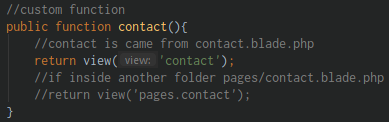 //custom function
public function contact(){
//contact is came from contact.blade.php
return view( view: 'contact');
//if inside another folder pages/contact.blade.php
//return view('pages.contact');
}